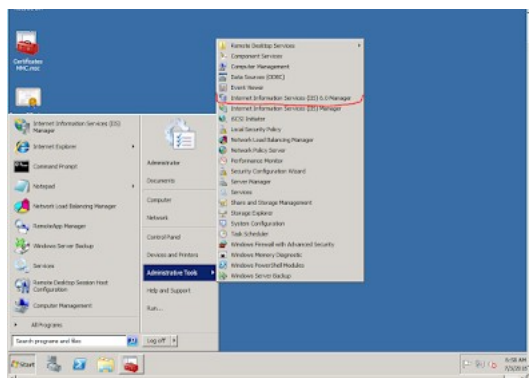 Certificates
MMC.msc
Internet Information Services (IIS)
Manager
Internet Explorer
Command Prompt
Notepad
Network Load Balancing Manager
RemoteApp Manager
Windows Server Backup
Services
Remote Desktop Session Host
Configuration
Computer Management
All Programs
Search programs and files
Administrator
Documents
Computer
Network
Control Panel
Devices and Printers
Administrative Tools
Help and Support
Run...
Log off
Remote Desktop Services
Component Services
Computer Management
Data Sources (ODBC)
Event Viewer
Internet Information Services (IIS) 6.0 Manager
Internet Information Services (IIS) Manager
iSCSI Initiator
Local Security Policy
Network Load Balancing Manager
Network Policy Server
Performance Monitor
Security Configuration Wizard
Server Manager
Services
Share and Storage Management
Storage Explorer
System Configuration
Task Scheduler
Windows Firewall with Advanced Security
Windows Memory Diagnostic
Windows PowerShell Modules
Windows Server Backup
Start
6:58 AM